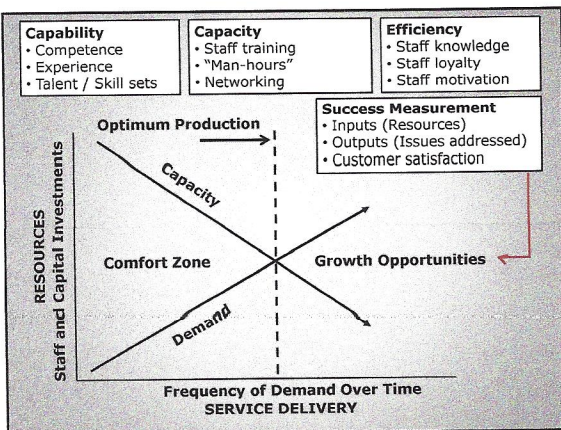 Capability
• Competence
• Experience
• Talent / Skill sets
Capacity
• Staff training
• “Man-hours”
• Networking
Efficiency
• Staff knowledge
• Staff loyalty
• Staff motivation
Success Measurement
• Inputs (Resources)
• Outputs (Issues addressed)
• Customer satisfaction
Optimum Production
Capacity
Comfort Zone
Growth Opportunities
Demand
RESOURCES
Staff and Capital Investments
Frequency of Demand Over Time
SERVICE DELIVERY